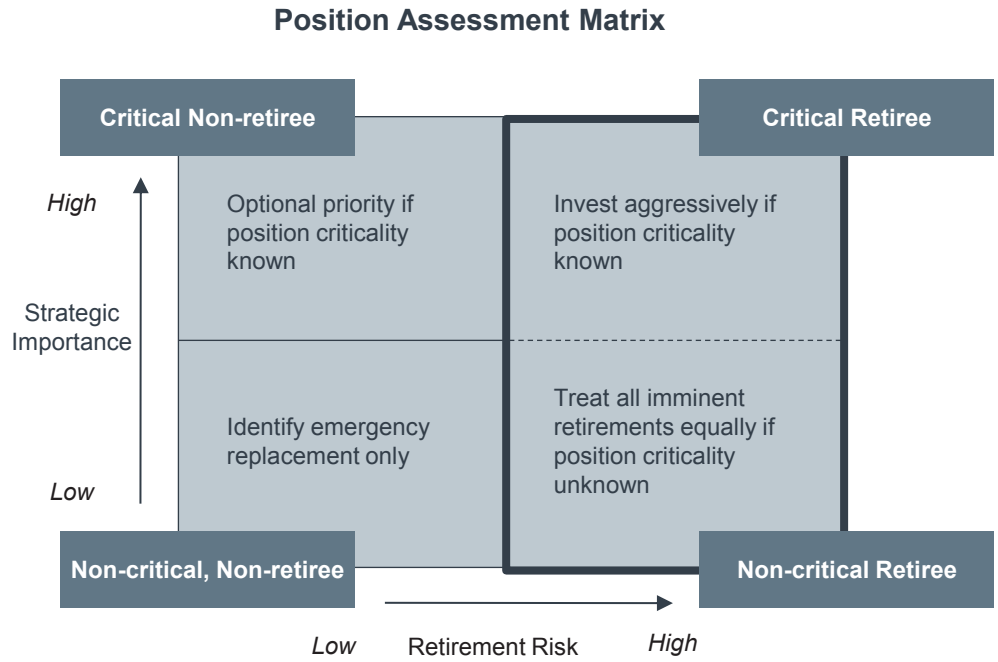 Position Assessment Matrix
Critical Non-retiree
Critical Retiree
High
Optional priority if
position criticality
known
Invest aggressively if
position criticality
known
Strategic
Importance
Identify emergency
replacement only
Treat all imminent
retirements equally if
position criticality
unknown
Low
Non-critical, Non-retiree
Non-critical Retiree
Low
Retirement Risk
High